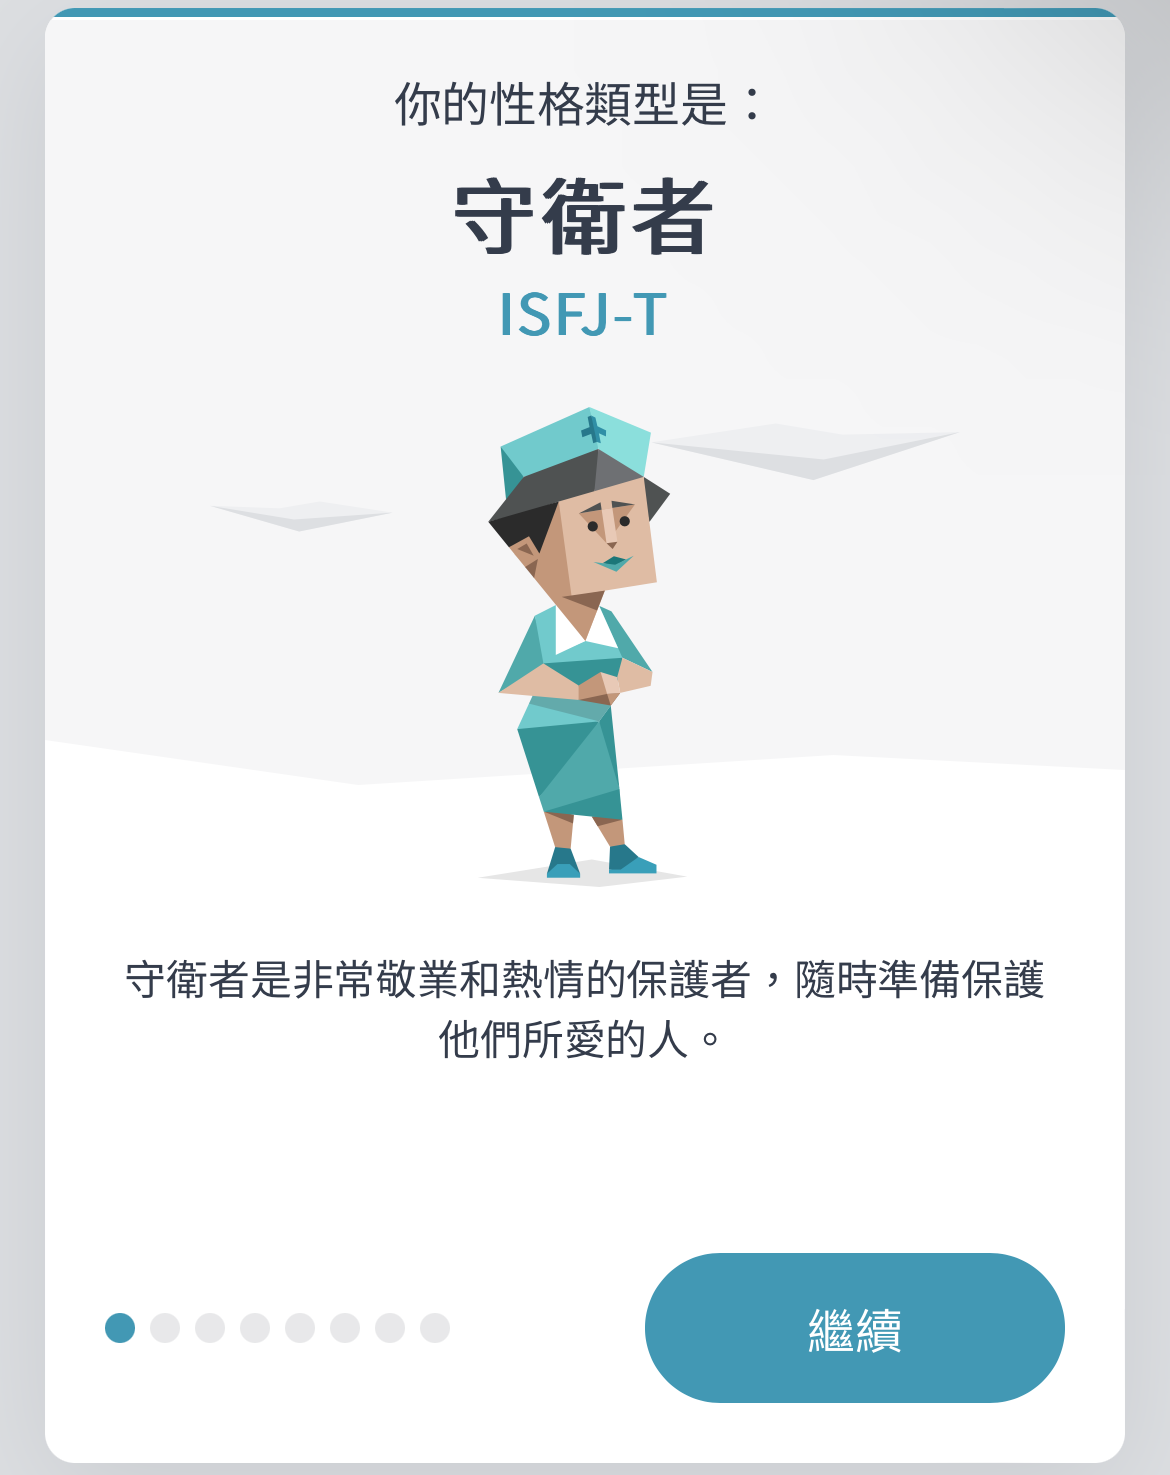 你的性格類型是：
守衛者
ISFJ-T
守衛者是非常敬業和熱情的保護者，隨時準備保護
他們所愛的人。
繼續